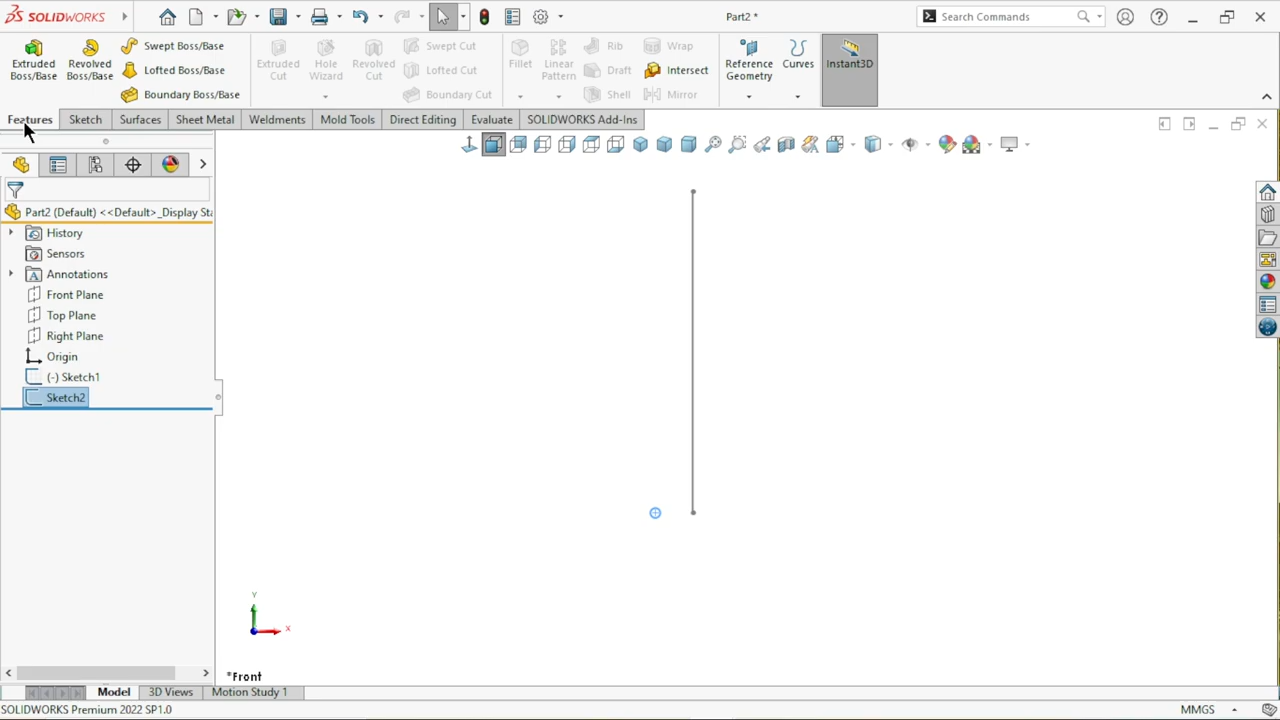 SOLIDWORKS
Part2 *
Search Commands
Extruded Boss/Base
Revolved Boss/Base
Swept Boss/Base
Lofted Boss/Base
Boundary Boss/Base
Extruded Cut
Hole Wizard
Revolved Cut
Swept Cut
Lofted Cut
Boundary Cut
Fillet
Linear Pattern
Rib
Draft
Shell
Wrap
Intersect
Mirror
Reference Geometry
Curves
Instant3D
Features
Sketch
Surfaces
Sheet Metal
Weldments
Mold Tools
Direct Editing
Evaluate
SOLIDWORKS Add-Ins
Part2 (Default) <<Default>_Display Sta
History
Sensors
Annotations
Front Plane
Top Plane
Right Plane
Origin
(-) Sketch1
Sketch2
Y
X
*Front
Model
3D Views
Motion Study 1
SOLIDWORKS Premium 2022 SP1.0
MMGS